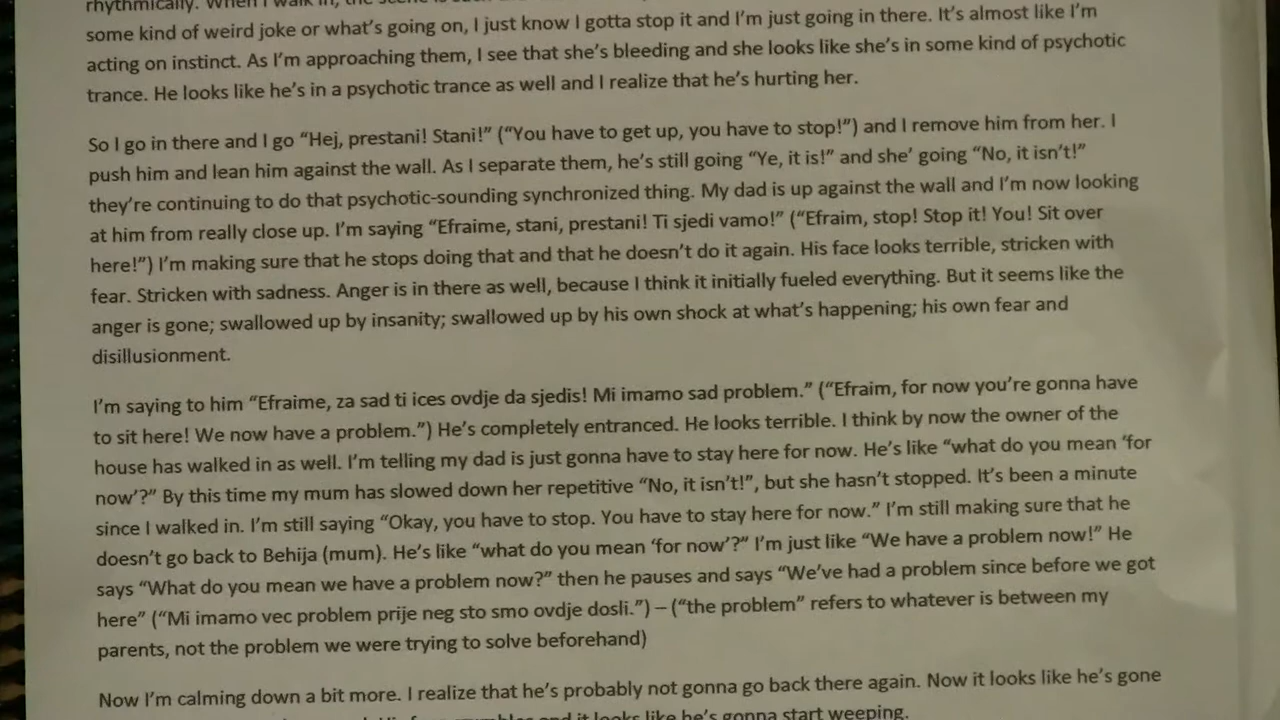 rhythmically. When I walk in, the scene is
some kind of weird joke or what's going on, I just know I gotta stop it and I'm just going in there. It's almost like I'm
acting on instinct. As I'm approaching them, I see that she's bleeding and she looks like she's in some kind of psychotic
trance. He looks like he's in a psychotic trance as well and I realize that he's hurting her.
So I go in there and I go “Hej, prestani! Stani!” (“You have to get up, you have to stop!”) and I remove him from her. I
push him and lean him against the wall. As I separate them, he's still going “Ye, it is!” and she' going “No, it isn't!”
they're continuing to do that psychotic-sounding synchronized thing. My dad is up against the wall and I'm now looking
at him from really close up. I'm saying “Efraime, stani, prestani! Ti sjedi vamo!” (“Efraim, stop! Stop it! You! Sit over
here!”) I'm making sure that he stops doing that and that he doesn't do it again. His face looks terrible, stricken with
fear. Stricken with sadness. Anger is in there as well, because I think it initially fueled everything. But it seems like the
anger is gone; swallowed up by insanity; swallowed up by his own shock at what's happening; his own fear and
disillusionment.
I'm saying to him “Efraime, za sad ti ices ovdje da sjedis! Mi imamo sad problem.” (“Efraim, for now you're gonna have
to sit here! We now have a problem.”) He's completely entranced. He looks terrible. I think by now the owner of the
house has walked in as well. I'm telling my dad is just gonna have to stay here for now. He's like “what do you mean ‘for
now’?” By this time my mum has slowed down her repetitive “No, it isn't!”, but she hasn't stopped. It's been a minute
since I walked in. I'm still saying “Okay, you have to stop. You have to stay here for now.” I'm still making sure that he
doesn't go back to Behija (mum). He's like “what do you mean ‘for now’?” I'm just like “We have a problem now!” He
says “What do you mean we have a problem now?” then he pauses and says “We've had a problem since before we got
here” (“Mi imamo vec problem prije neg sto smo ovdje dosli.”) – (“the problem” refers to whatever is between my
parents, not the problem we were trying to solve beforehand)
Now I'm calming down a bit more. I realize that he's probably not gonna go back there again. Now it looks like he's gone
and it looks like he's gonna start weeping.